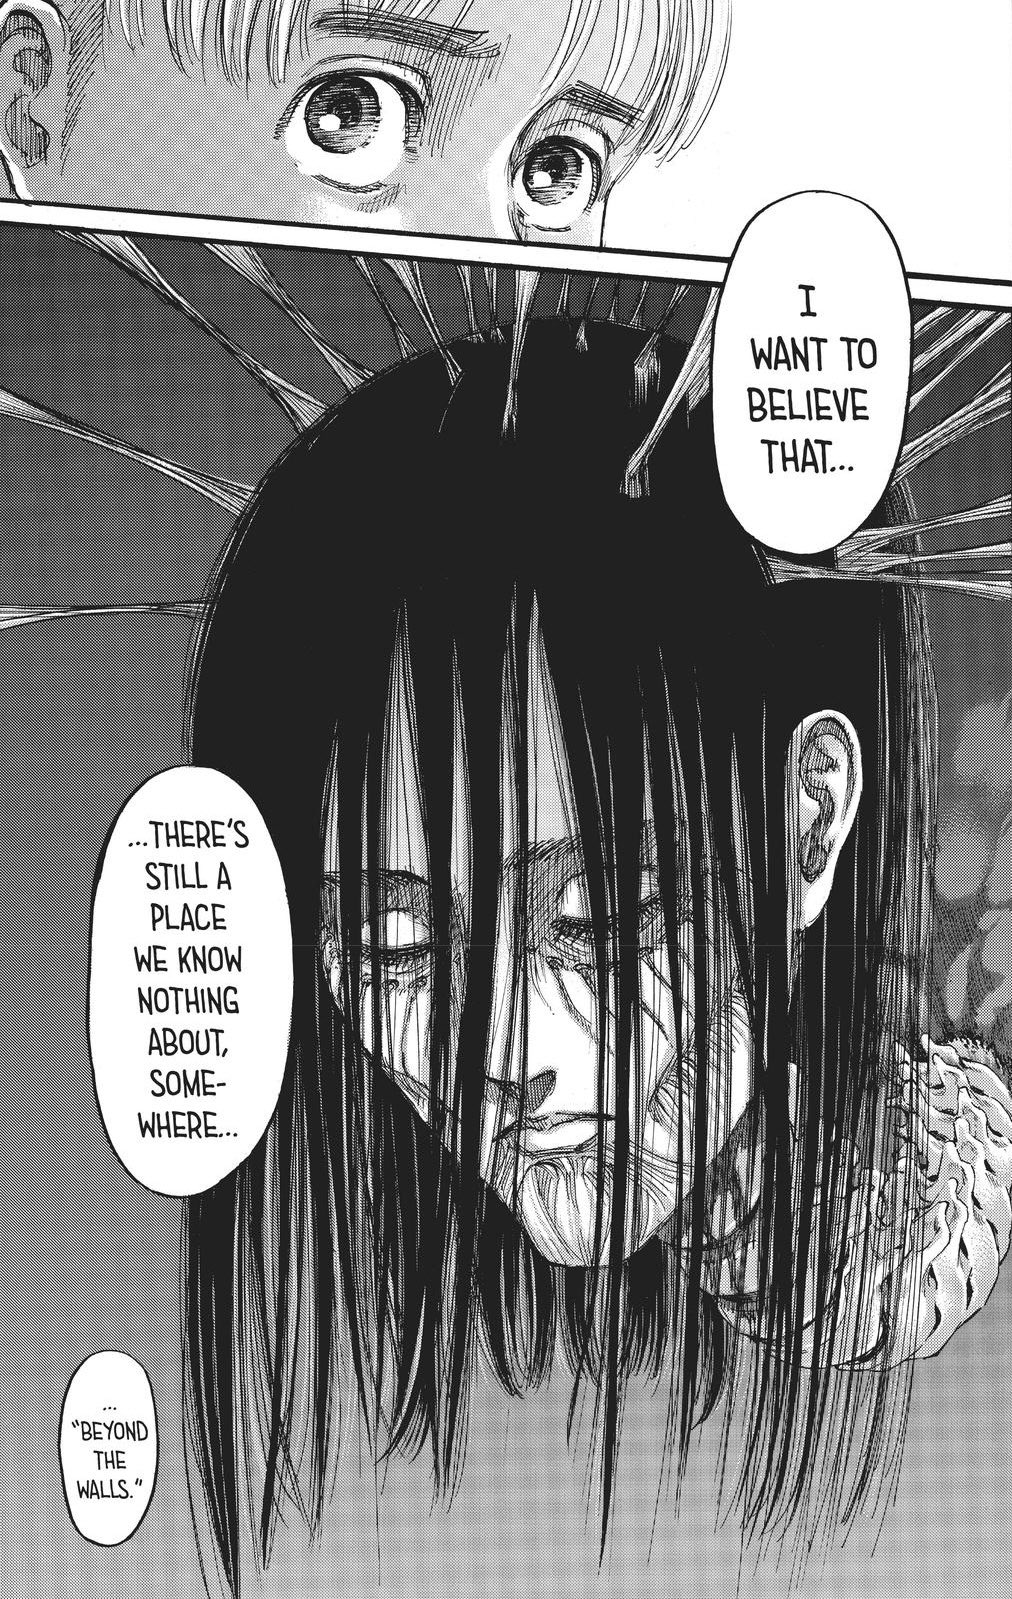 I
WANT TO
BELIEVE
THAT...
...THERE'S
STILL A
PLACE
WE KNOW
NOTHING
ABOUT,
SOME-
WHERE...
...
"BEYOND
THE
WALLS."